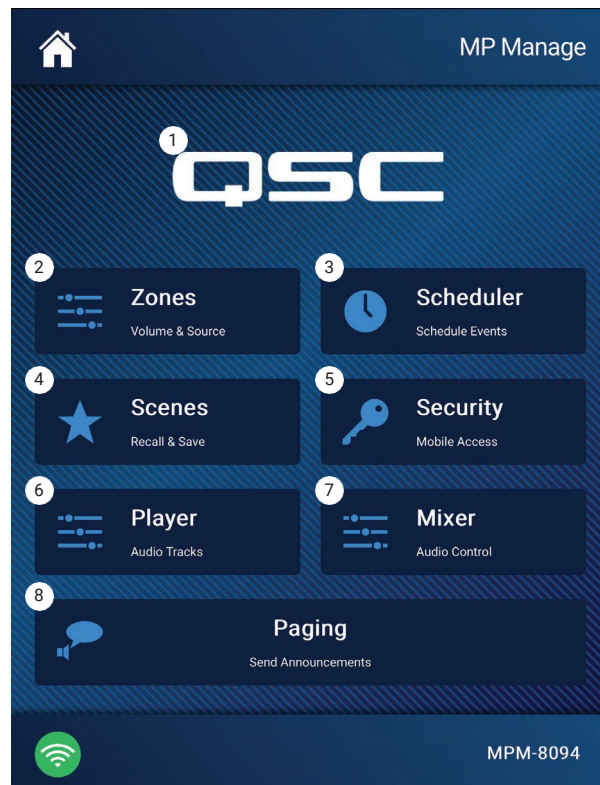 MP Manage
1
QSC
2
Zones
Volume & Source
3
Scheduler
Schedule Events
4
Scenes
Recall & Save
5
Security
Mobile Access
6
Player
Audio Tracks
7
Mixer
Audio Control
8
Paging
Send Announcements
MPM-8094